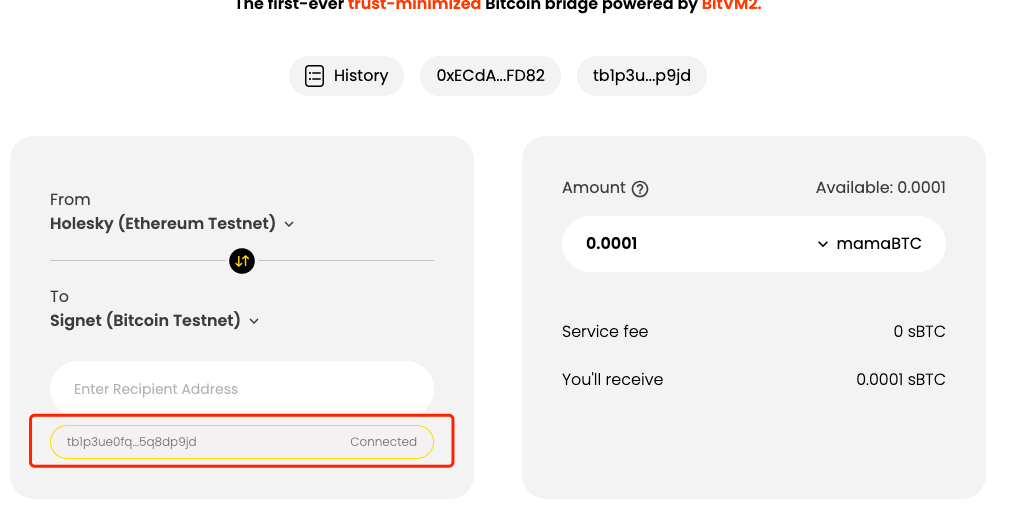 The first-ever trust-minimized Bitcoin bridge powered by BitVM2.
History
0xECdA...FD82
tb1p3u...p9jd
From
Holesky (Ethereum Testnet)
To
Signet (Bitcoin Testnet)
Enter Recipient Address
tb1p3ue0fq...5q8dp9jd Connected
Amount ?
Available: 0.0001
0.0001
mamaBTC
Service fee
0 sBTC
You'll receive
0.0001 sBTC